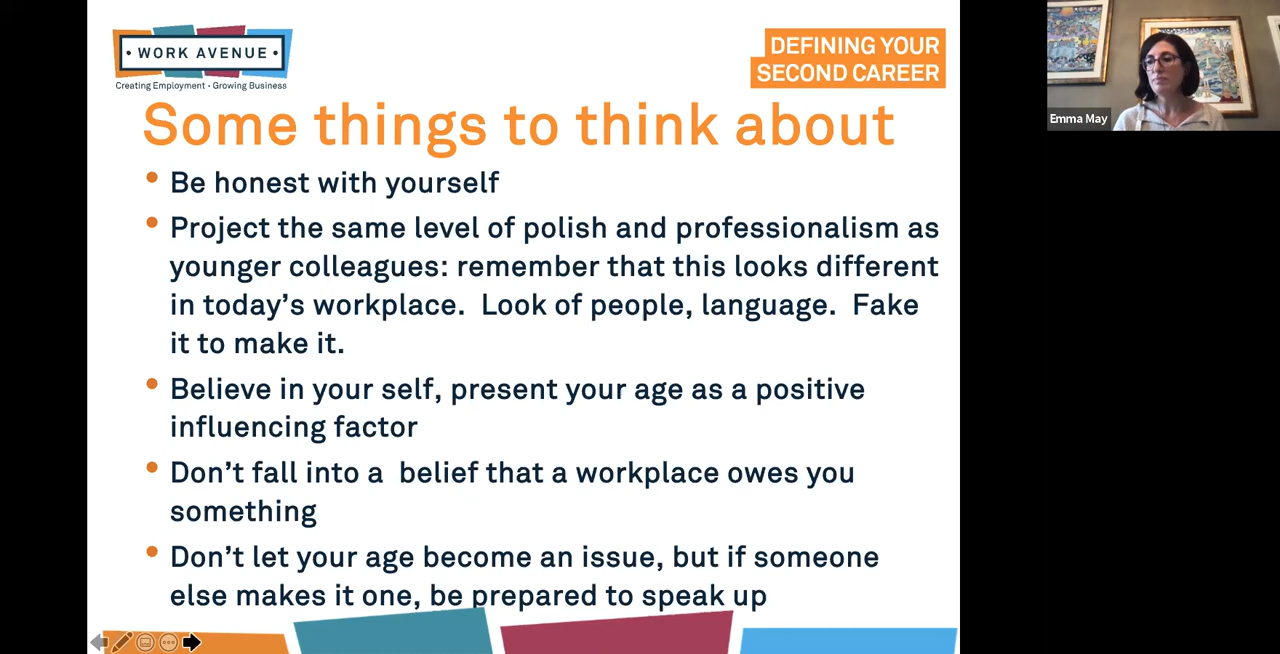 • WORK AVENUE •
Creating Employment • Growing Business
DEFINING YOUR
SECOND CAREER
Emma May
Some things to think about
• Be honest with yourself
• Project the same level of polish and professionalism as
younger colleagues: remember that this looks different
in today’s workplace.  Look of people, language.  Fake
it to make it.
• Believe in your self, present your age as a positive
influencing factor
• Don’t fall into a  belief that a workplace owes you
something
• Don’t let your age become an issue, but if someone
else makes it one, be prepared to speak up